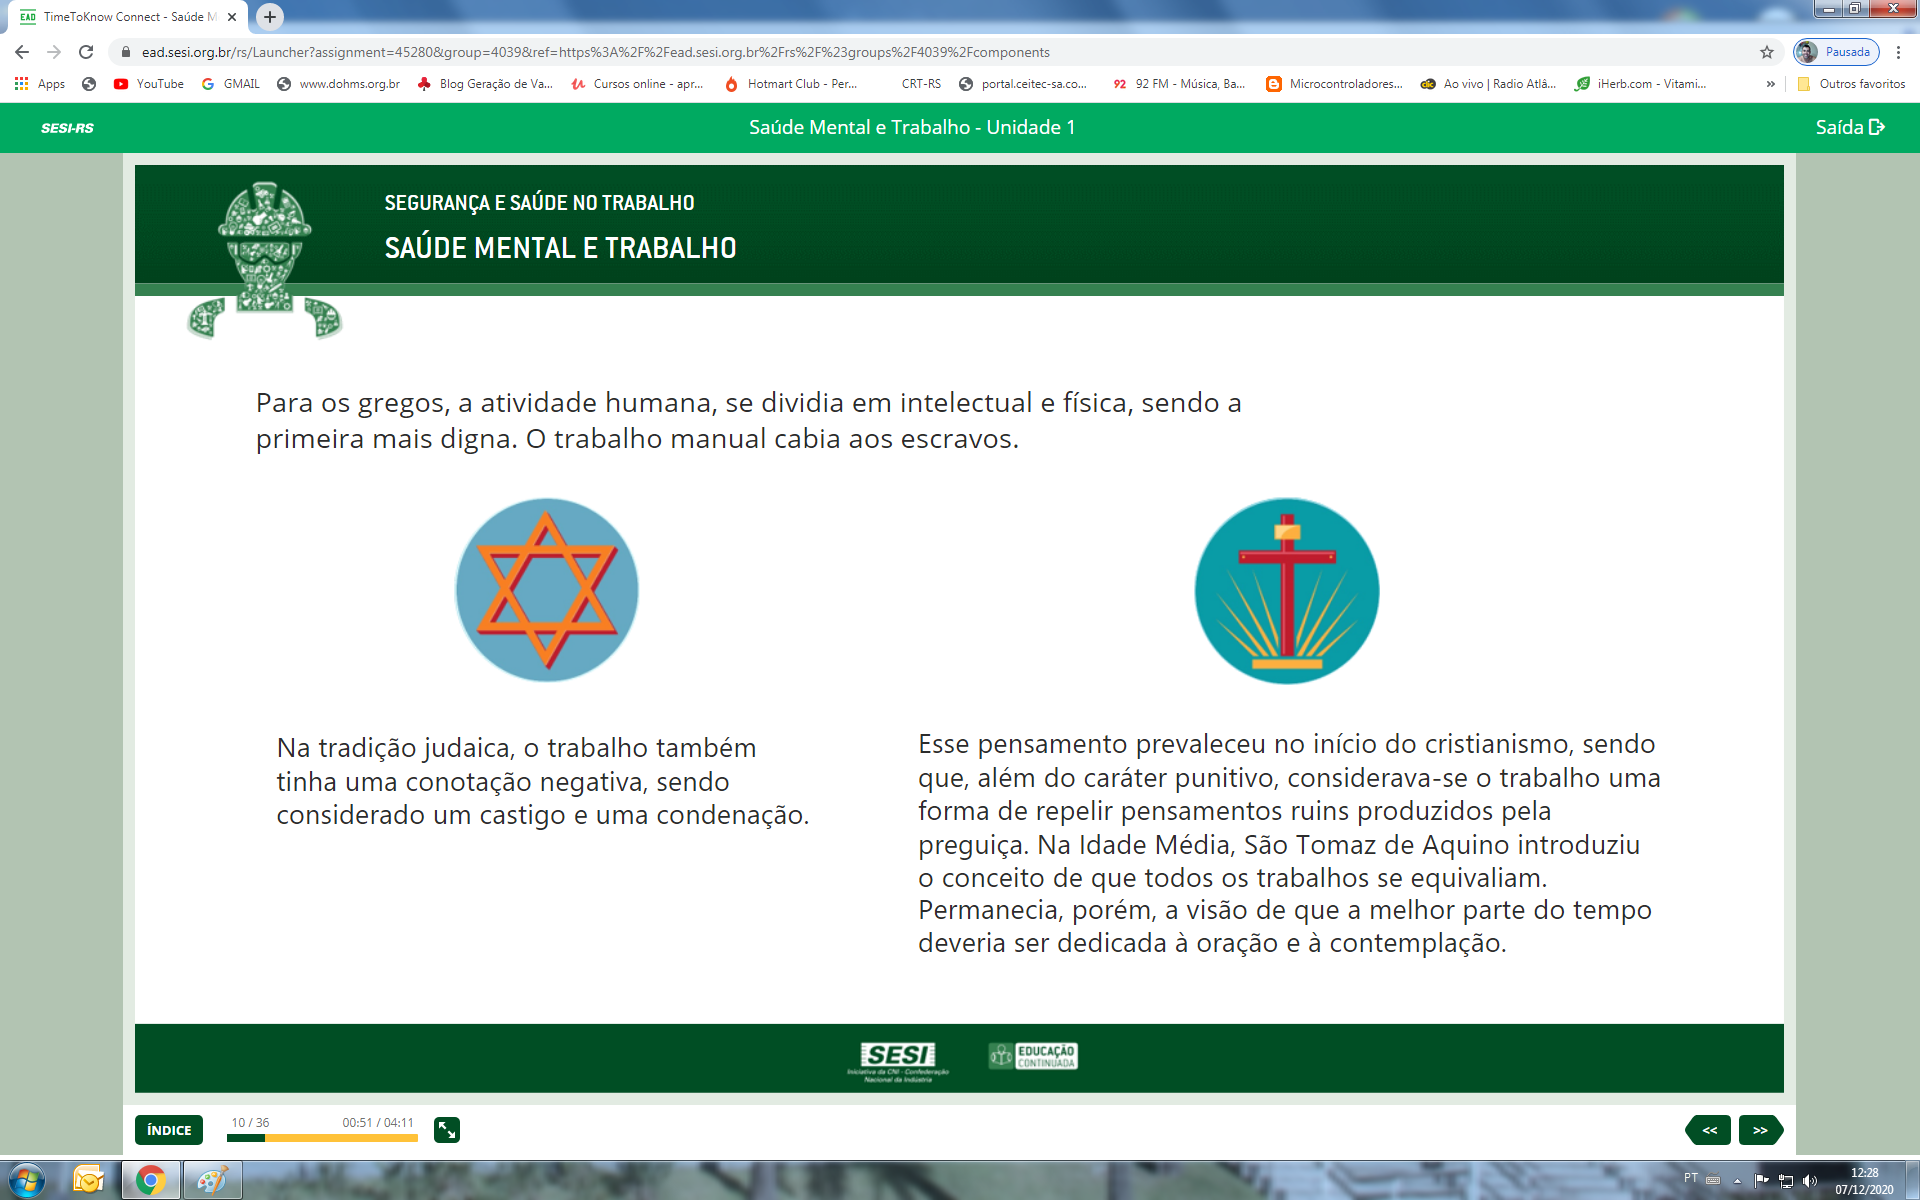 EAD TimeToKnow Connect - Saúde M
ead.sesi.org.br/rs/Launcher?assignment=45280&group=4039&ref=https%3A%2F%2Fead.sesi.org.br%2Frs%2F%23groups%2F4039%2Fcomponents
Pausada
Apps YouTube GMAIL www.dohms.org.br Blog Geração de Va... Cursos online - apr... Hotmart Club - Per... CRT-RS portal.ceitec-sa.co... 92 92 FM - Música, Ba... Microcontroladores... Ao vivo | Radio Atlâ... iHerb.com - Vitami... » Outros favoritos
SESI-RS
Saúde Mental e Trabalho - Unidade 1
Saída
SEGURANÇA E SAÚDE NO TRABALHO
SAÚDE MENTAL E TRABALHO
Para os gregos, a atividade humana, se dividia em intelectual e física, sendo a
primeira mais digna. O trabalho manual cabia aos escravos.
Na tradição judaica, o trabalho também
tinha uma conotação negativa, sendo
considerado um castigo e uma condenação.
Esse pensamento prevaleceu no início do cristianismo, sendo
que, além do caráter punitivo, considerava-se o trabalho uma
forma de repelir pensamentos ruins produzidos pela
preguiça. Na Idade Média, São Tomaz de Aquino introduziu
o conceito de que todos os trabalhos se equivaliam.
Permanecia, porém, a visão de que a melhor parte do tempo
deveria ser dedicada à oração e à contemplação.
SESI
Iniciativa da CNI - Confederação
Nacional da Indústria
EDUCAÇÃO
CONTINUADA
ÍNDICE
10 / 36
00:51 / 04:11
<<
>>
PT
12:28
07/12/2020